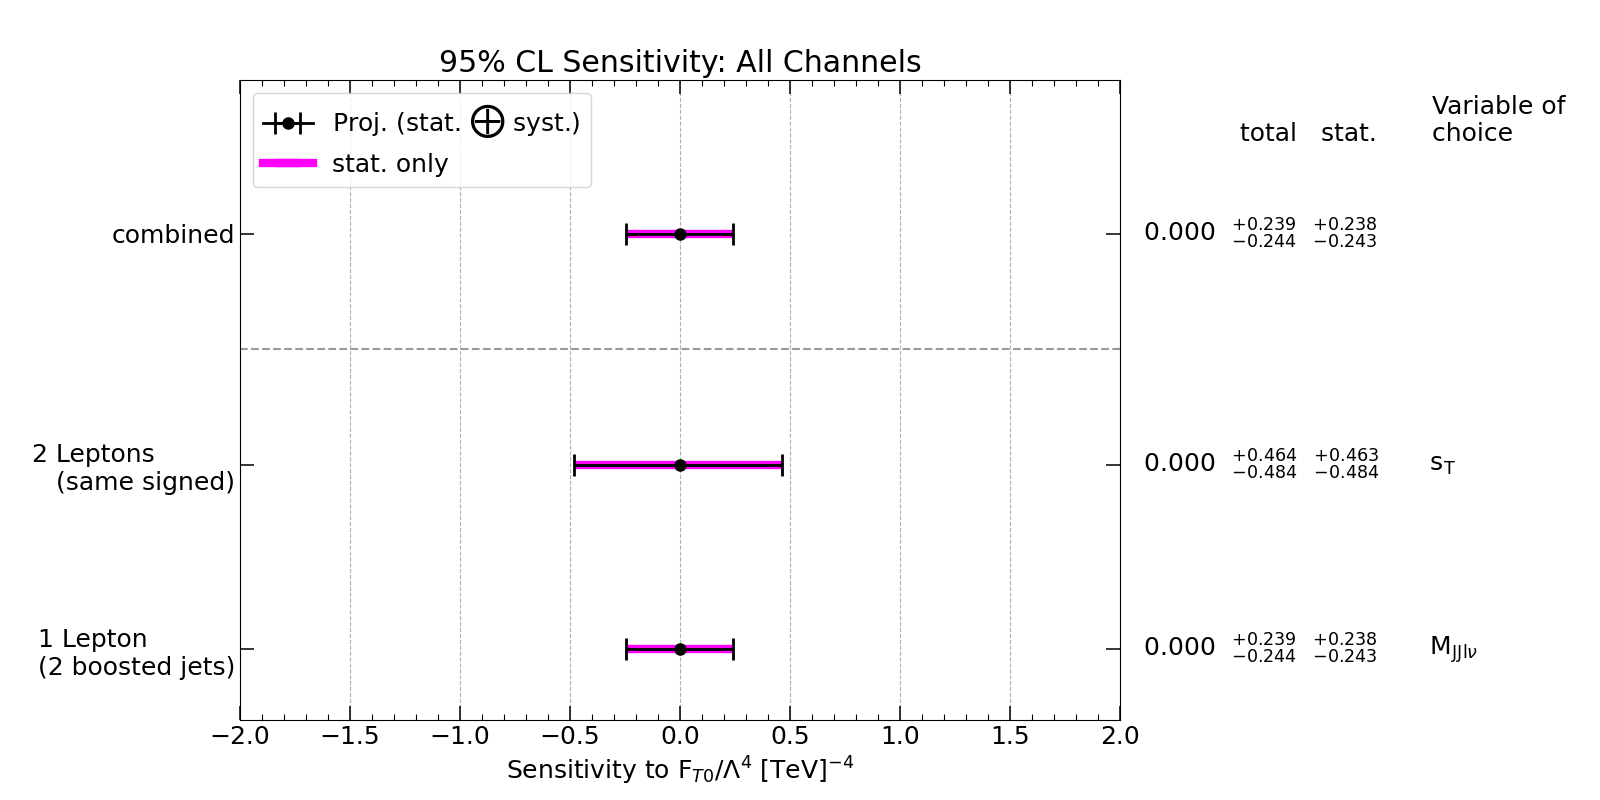 95% CL Sensitivity: All Channels
Proj. (stat. ⊕ syst.)
stat. only
total stat.
Variable of
choice
combined
0.000 +0.239 −0.244 +0.238 −0.243
2 Leptons
(same signed)
0.000 +0.464 −0.484 +0.463 −0.484 s_T
1 Lepton
(2 boosted jets)
0.000 +0.239 −0.244 +0.238 −0.243 M_JJlν
−2.0 −1.5 −1.0 −0.5 0.0 0.5 1.0 1.5 2.0
Sensitivity to F_T0/Λ^4 [TeV]^−4